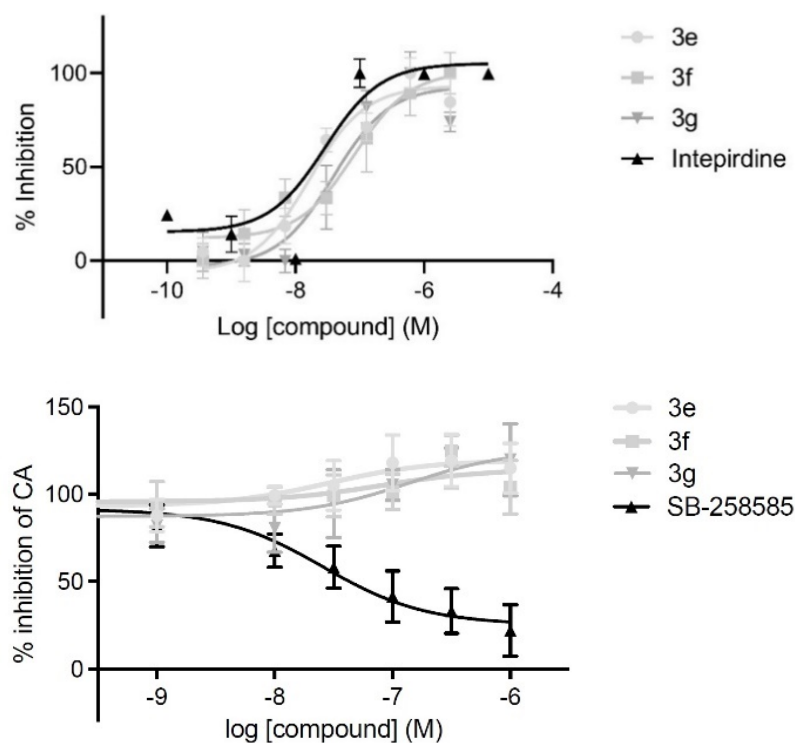 % Inhibition
100
50
0
-10
-8
-6
-4
Log [compound] (M)
3e
3f
3g
Intepirdine
% inhibition of CA
150
100
50
0
-9
-8
-7
-6
log [compound] (M)
3e
3f
3g
SB-258585